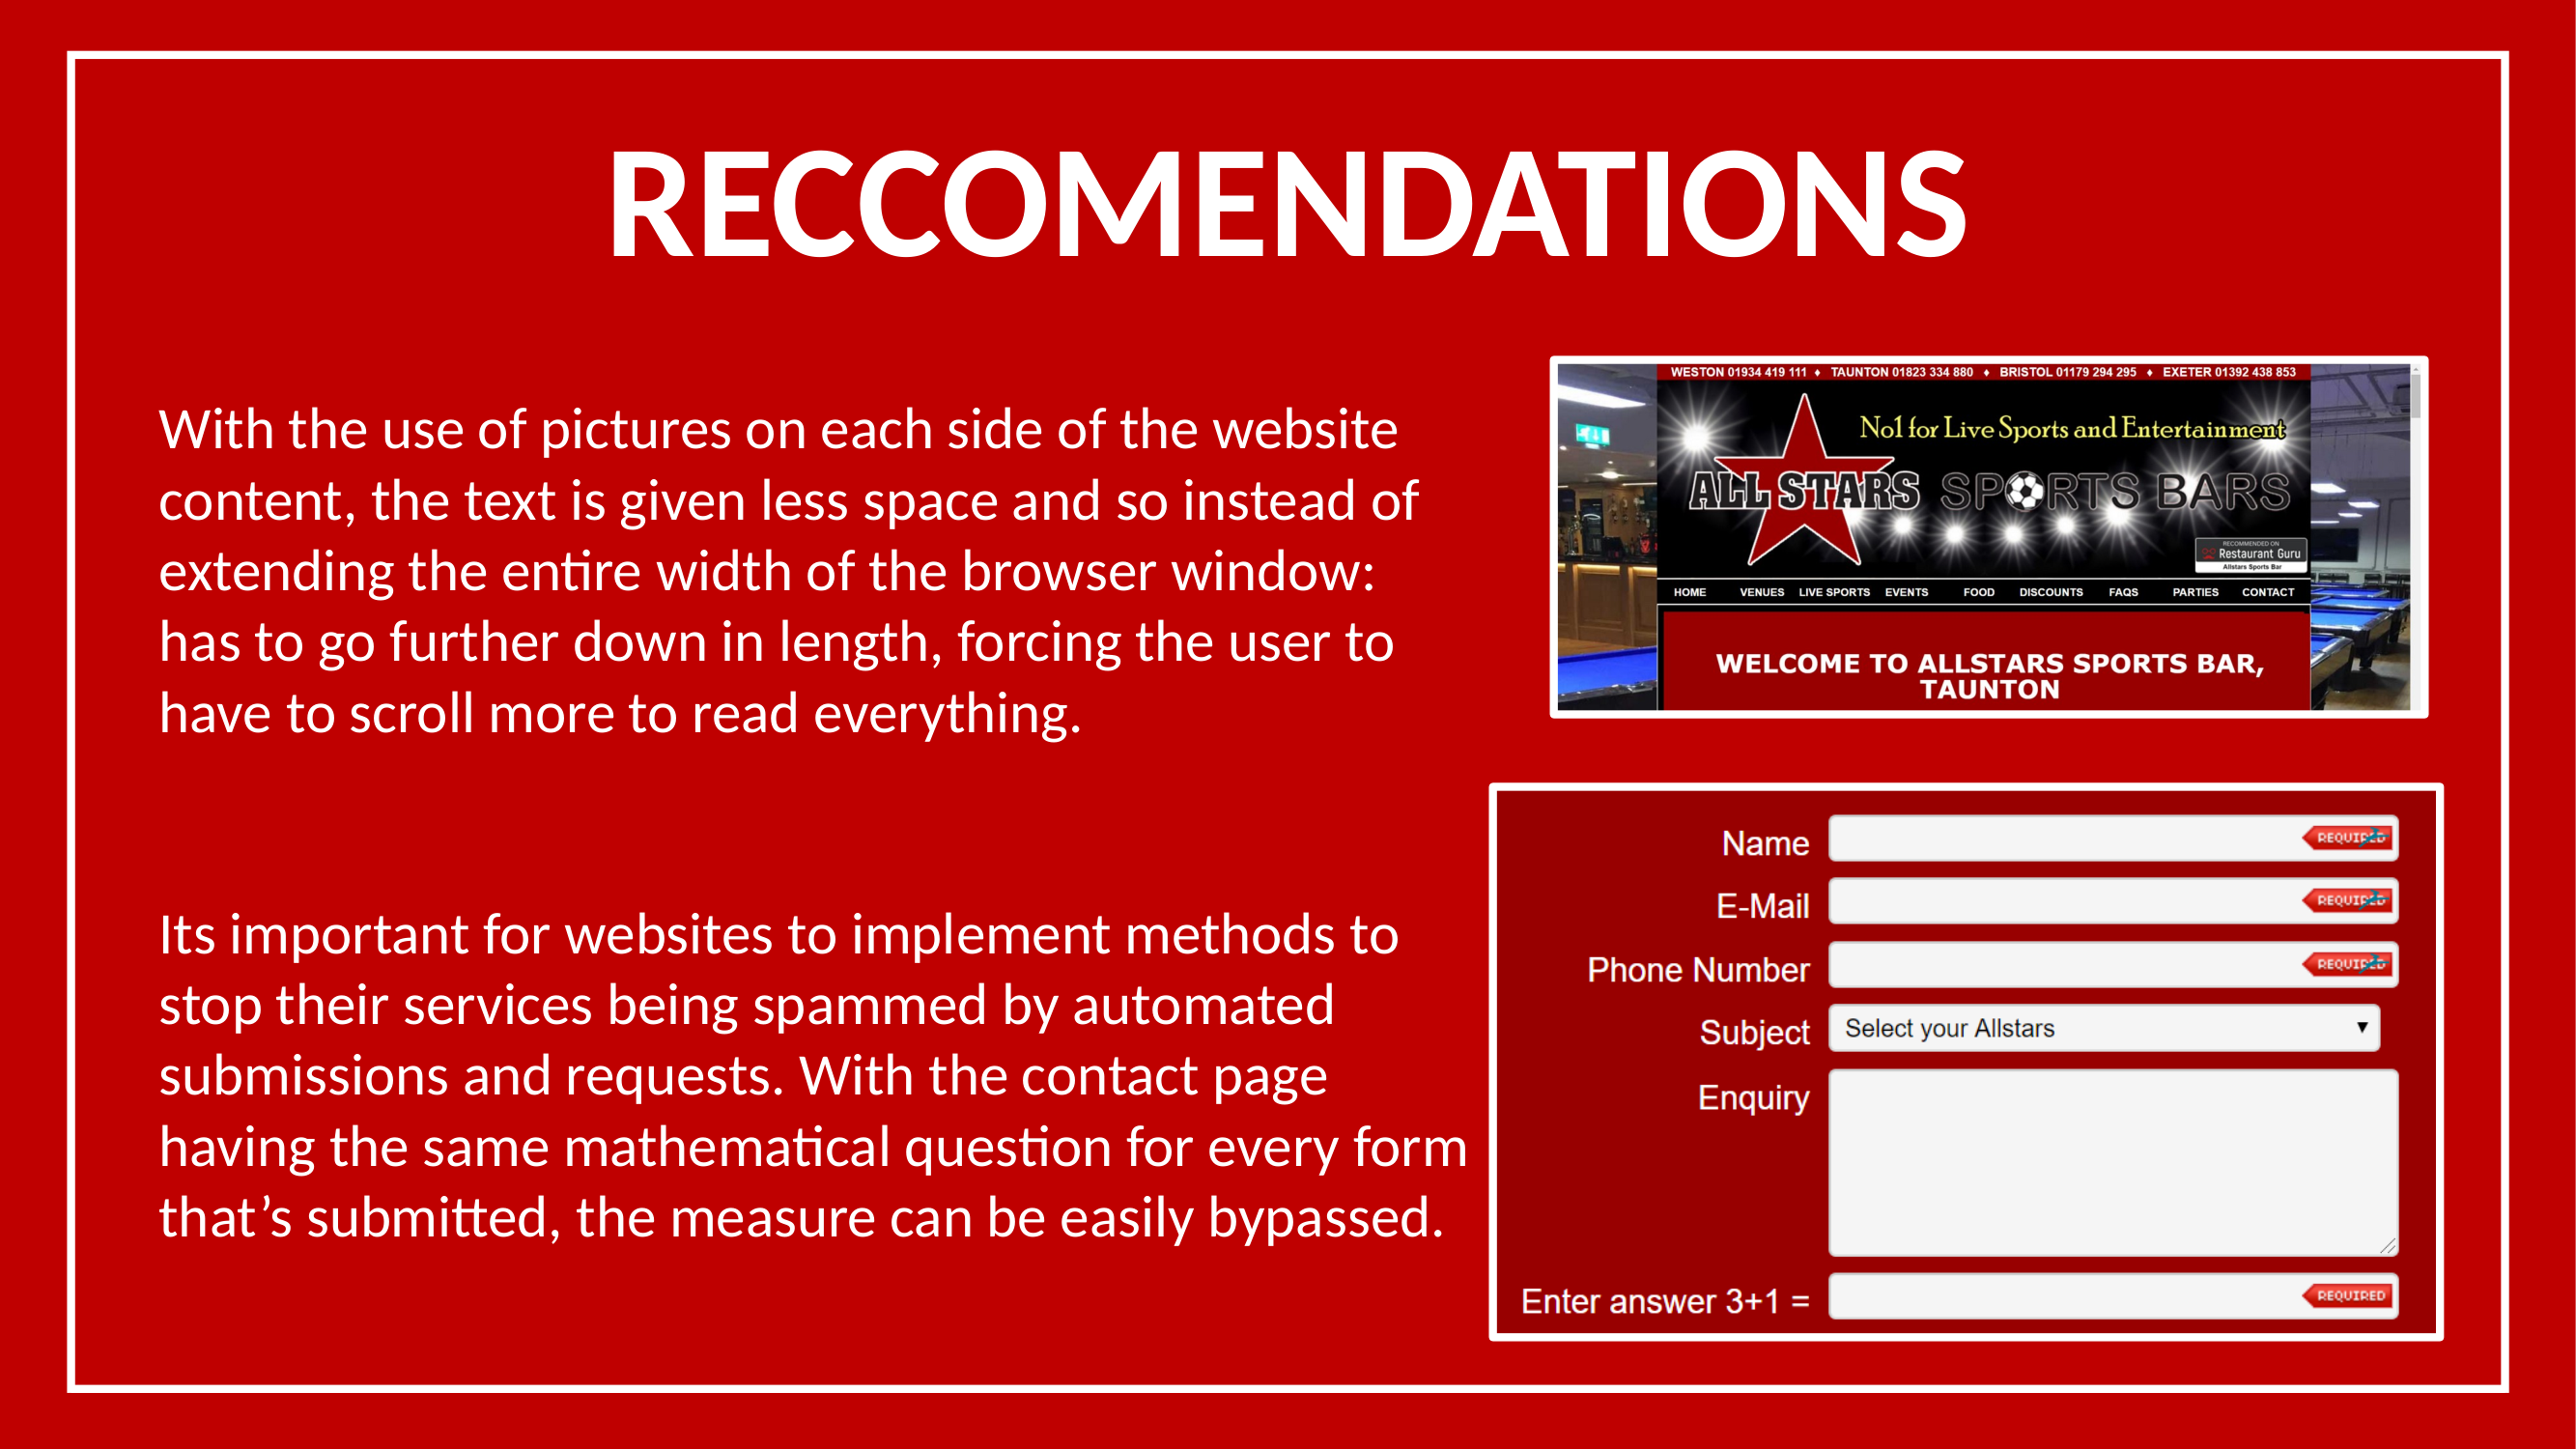 RECCOMENDATIONS
With the use of pictures on each side of the website
content, the text is given less space and so instead of
extending the entire width of the browser window:
has to go further down in length, forcing the user to
have to scroll more to read everything.
WESTON 01934 419 111 ♦ TAUNTON 01823 334 880 ♦ BRISTOL 01179 294 295 ♦ EXETER 01392 438 853
No1 for Live Sports and Entertainment
ALL STARS SPORTS BARS
RECOMMENDED ON
Restaurant Guru
Allstars Sports Bar
HOME VENUES LIVE SPORTS EVENTS FOOD DISCOUNTS FAQS PARTIES CONTACT
WELCOME TO ALLSTARS SPORTS BAR,
TAUNTON
Its important for websites to implement methods to
stop their services being spammed by automated
submissions and requests. With the contact page
having the same mathematical question for every form
that’s submitted, the measure can be easily bypassed.
Name REQUIRED
E-Mail REQUIRED
Phone Number REQUIRED
Subject Select your Allstars ▼
Enquiry
Enter answer 3+1 = REQUIRED